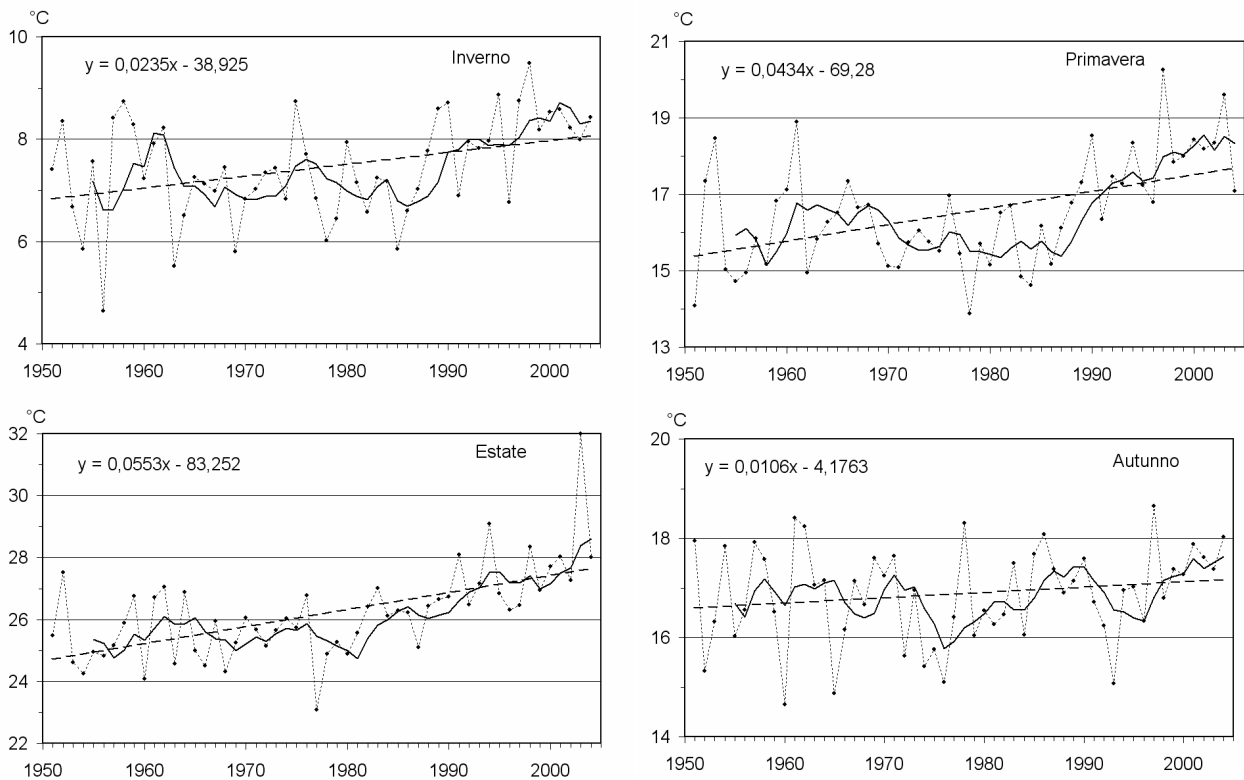 °C
10
8
6
4
y = 0,0235x - 38,925
Inverno
1950 1960 1970 1980 1990 2000
°C
21
19
17
15
13
y = 0,0434x - 69,28
Primavera
1950 1960 1970 1980 1990 2000
°C
32
30
28
26
24
22
y = 0,0553x - 83,252
Estate
1950 1960 1970 1980 1990 2000
°C
20
18
16
14
y = 0,0106x - 4,1763
Autunno
1950 1960 1970 1980 1990 2000